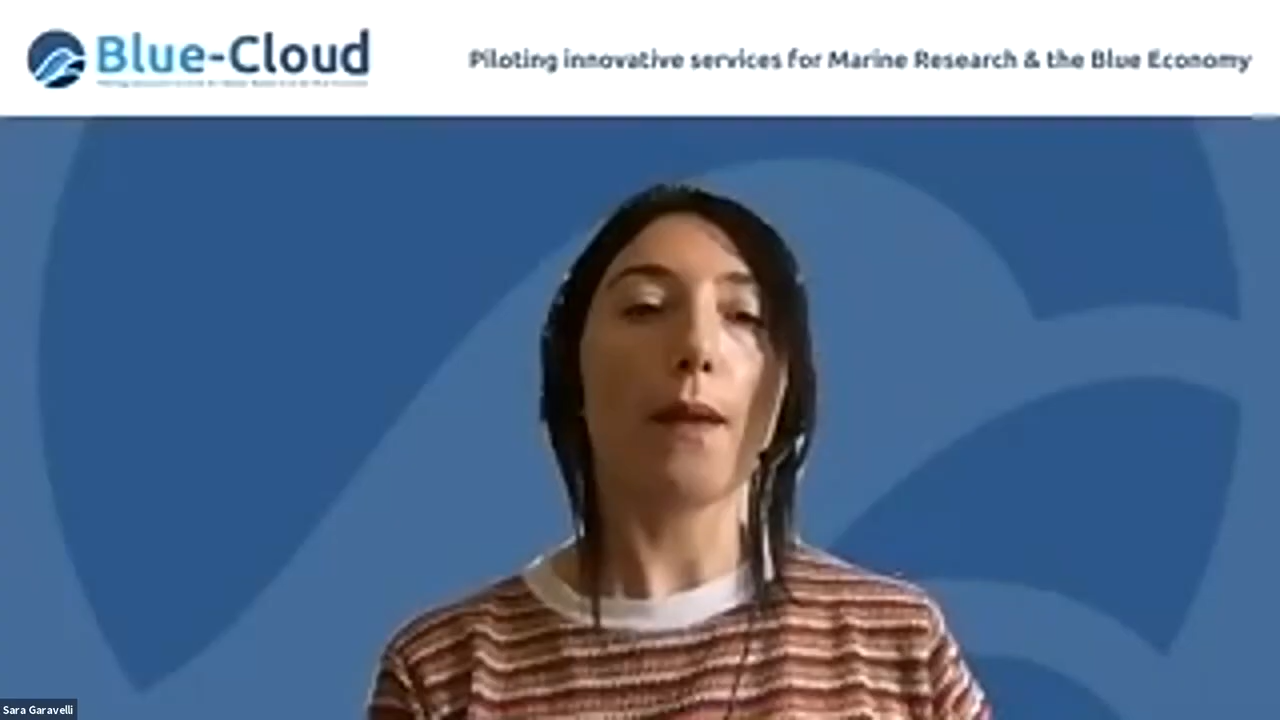 Blue-Cloud
Piloting innovative services for Marine Research & the Blue Economy
Sara Garavelli